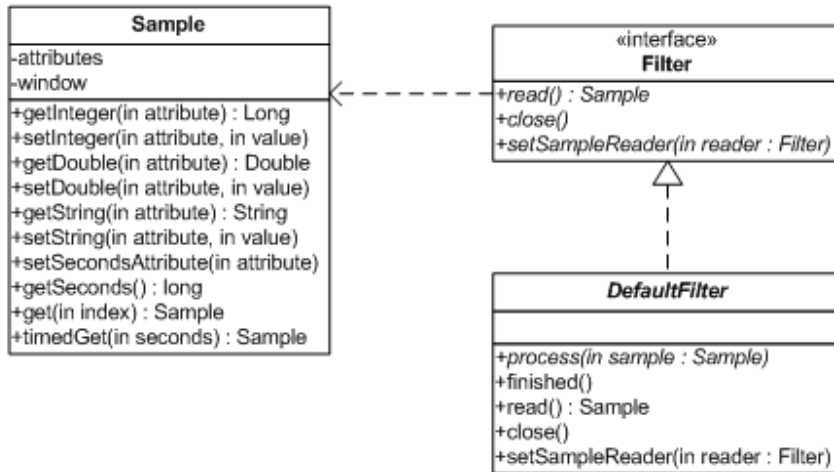 Sample
-attributes
-window
+getInteger(in attribute) : Long
+setInteger(in attribute, in value)
+getDouble(in attribute) : Double
+setDouble(in attribute, in value)
+getString(in attribute) : String
+setString(in attribute, in value)
+setSecondsAttribute(in attribute)
+getSeconds() : long
+get(in index) : Sample
+timedGet(in seconds) : Sample
«interface»
Filter
+read() : Sample
+close()
+setSampleReader(in reader : Filter)
DefaultFilter
+process(in sample : Sample)
+finished()
+read() : Sample
+close()
+setSampleReader(in reader : Filter)